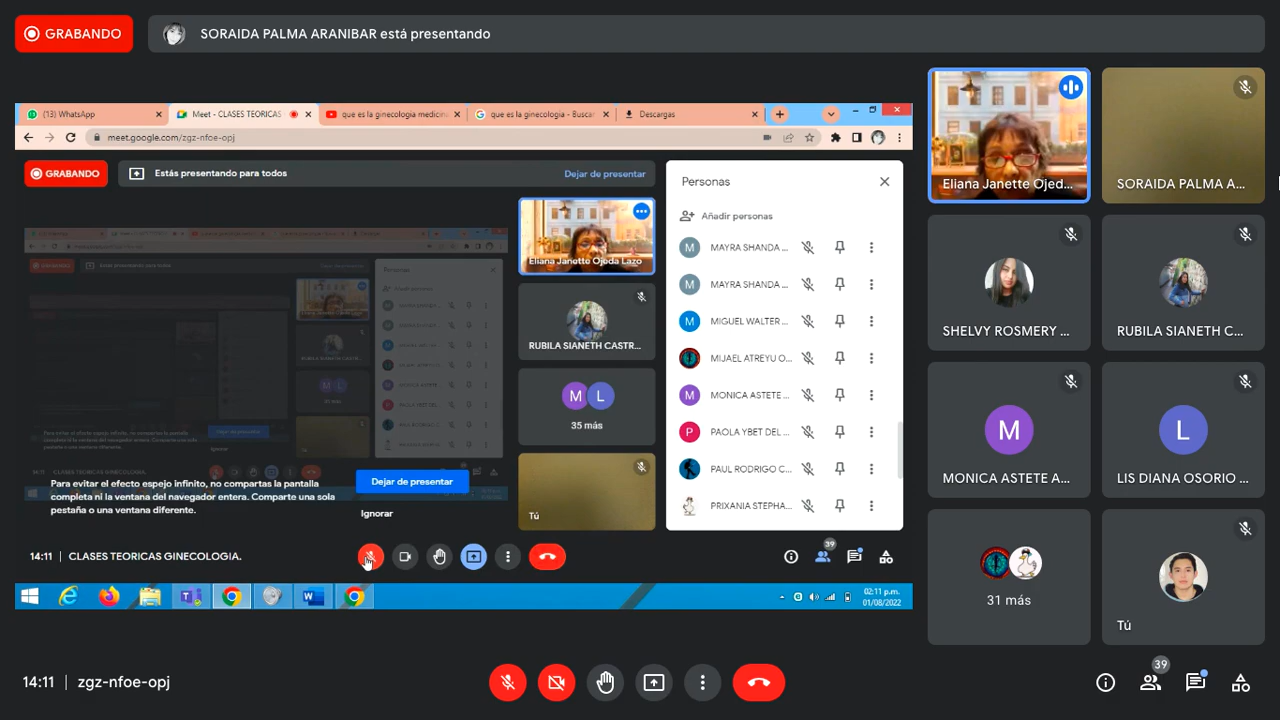 GRABANDO
SORAIDA PALMA ARANIBAR está presentando
(13) WhatsApp
Meet - CLASES TEORICAS
que es la ginecologia medicina
que es la ginecologia - Buscar
Descargas
meet.google.com/zgz-nfoe-opj
GRABANDO
Estás presentando para todos
Dejar de presentar
Personas
Añadir personas
MAYRA SHANDA ...
MAYRA SHANDA ...
MIGUEL WALTER ...
MIJAEL ATREYU O...
MONICA ASTETE ...
PAOLA YBET DEL ...
PAUL RODRIGO C...
PRIXANIA STEPHA...
Eliana Janette Ojeda Lazo
RUBILA SIANETH CASTR...
M
L
35 más
Tú
Para evitar el efecto espejo infinito, no compartas la pantalla
completa ni la ventana del navegador entera. Comparte una sola
pestaña o una ventana diferente.
Dejar de presentar
Ignorar
14:11 | CLASES TEORICAS GINECOLOGIA.
39
02:11 p.m.
01/08/2022
Eliana Janette Ojed...
SORAIDA PALMA A...
SHELVY ROSMERY ...
RUBILA SIANETH C...
M
MONICA ASTETE A...
L
LIS DIANA OSORIO ...
31 más
Tú
14:11 | zgz-nfoe-opj
39